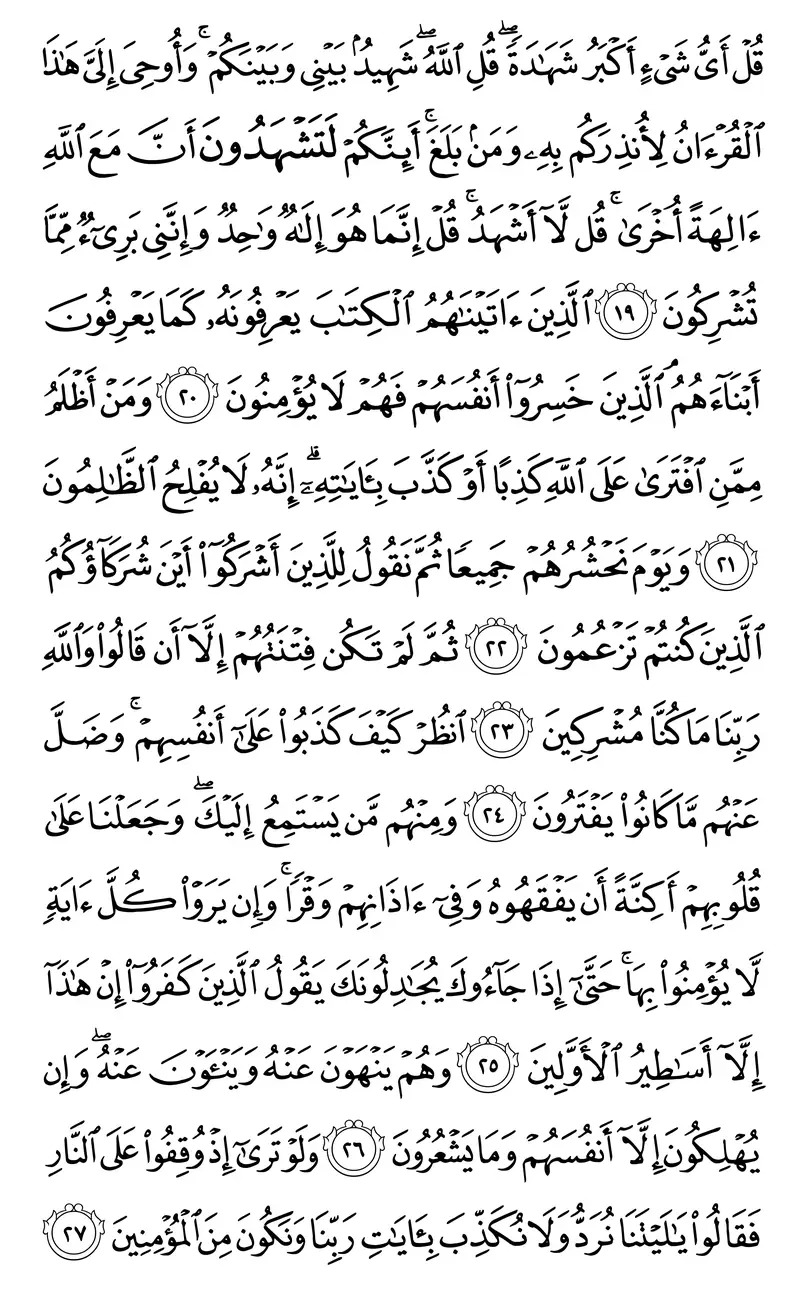 قُلۡ أَيُّ شَيۡءٍ أَكۡبَرُ شَهَٰدَةٗۖ قُلِ ٱللَّهُۖ شَهِيدُۢ بَيۡنِي وَبَيۡنَكُمۡۚ وَأُوحِيَ إِلَيَّ هَٰذَا
ٱلۡقُرۡءَانُ لِأُنذِرَكُم بِهِۦ وَمَنۢ بَلَغَۚ أَئِنَّكُمۡ لَتَشۡهَدُونَ أَنَّ مَعَ ٱللَّهِ
ءَالِهَةً أُخۡرَىٰۚ قُل لَّآ أَشۡهَدُۚ قُلۡ إِنَّمَا هُوَ إِلَٰهٞ وَٰحِدٞ وَإِنَّنِي بَرِيٓءٞ مِّمَّا
تُشۡرِكُونَ ١٩ ٱلَّذِينَ ءَاتَيۡنَٰهُمُ ٱلۡكِتَٰبَ يَعۡرِفُونَهُۥ كَمَا يَعۡرِفُونَ
أَبۡنَآءَهُمُۘ ٱلَّذِينَ خَسِرُوٓاْ أَنفُسَهُمۡ فَهُمۡ لَا يُؤۡمِنُونَ ٢٠ وَمَنۡ أَظۡلَمُ
مِمَّنِ ٱفۡتَرَىٰ عَلَى ٱللَّهِ كَذِبًا أَوۡ كَذَّبَ بِـَٔايَٰتِهِۦٓۗ إِنَّهُۥ لَا يُفۡلِحُ ٱلظَّٰلِمُونَ
٢١ وَيَوۡمَ نَحۡشُرُهُمۡ جَمِيعٗا ثُمَّ نَقُولُ لِلَّذِينَ أَشۡرَكُوٓاْ أَيۡنَ شُرَكَآؤُكُمُ
ٱلَّذِينَ كُنتُمۡ تَزۡعُمُونَ ٢٢ ثُمَّ لَمۡ تَكُن فِتۡنَتُهُمۡ إِلَّآ أَن قَالُواْ وَٱللَّهِ
رَبِّنَا مَا كُنَّا مُشۡرِكِينَ ٢٣ ٱنظُرۡ كَيۡفَ كَذَبُواْ عَلَىٰٓ أَنفُسِهِمۡۚ وَضَلَّ
عَنۡهُم مَّا كَانُواْ يَفۡتَرُونَ ٢٤ وَمِنۡهُم مَّن يَسۡتَمِعُ إِلَيۡكَۖ وَجَعَلۡنَا عَلَىٰ
قُلُوبِهِمۡ أَكِنَّةً أَن يَفۡقَهُوهُ وَفِيٓ ءَاذَانِهِمۡ وَقۡرٗاۚ وَإِن يَرَوۡاْ كُلَّ ءَايَةٖ
لَّا يُؤۡمِنُواْ بِهَاۚ حَتَّىٰٓ إِذَا جَآءُوكَ يُجَٰدِلُونَكَ يَقُولُ ٱلَّذِينَ كَفَرُوٓاْ إِنۡ هَٰذَآ
إِلَّآ أَسَٰطِيرُ ٱلۡأَوَّلِينَ ٢٥ وَهُمۡ يَنۡهَوۡنَ عَنۡهُ وَيَنۡـَٔوۡنَ عَنۡهُۖ وَإِن
يُهۡلِكُونَ إِلَّآ أَنفُسَهُمۡ وَمَا يَشۡعُرُونَ ٢٦ وَلَوۡ تَرَىٰٓ إِذۡ وُقِفُواْ عَلَى ٱلنَّارِ
فَقَالُواْ يَٰلَيۡتَنَا نُرَدُّ وَلَا نُكَذِّبَ بِـَٔايَٰتِ رَبِّنَا وَنَكُونَ مِنَ ٱلۡمُؤۡمِنِينَ ٢٧